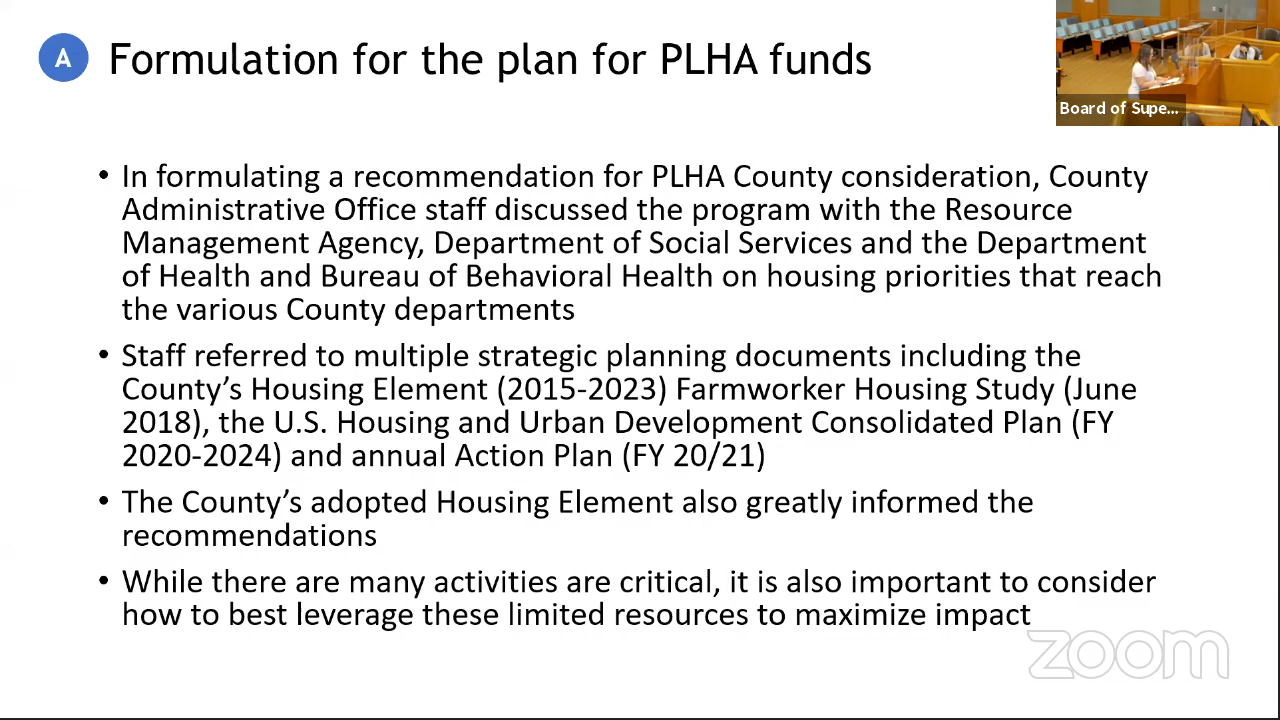 A Formulation for the plan for PLHA funds
Board of Supe...
• In formulating a recommendation for PLHA County consideration, County
Administrative Office staff discussed the program with the Resource
Management Agency, Department of Social Services and the Department
of Health and Bureau of Behavioral Health on housing priorities that reach
the various County departments
• Staff referred to multiple strategic planning documents including the
County’s Housing Element (2015-2023) Farmworker Housing Study (June
2018), the U.S. Housing and Urban Development Consolidated Plan (FY
2020-2024) and annual Action Plan (FY 20/21)
• The County’s adopted Housing Element also greatly informed the
recommendations
• While there are many activities are critical, it is also important to consider
how to best leverage these limited resources to maximize impact
zoom